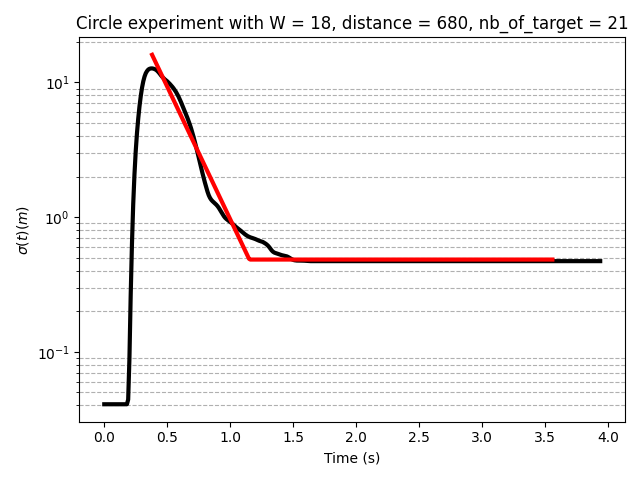 Circle experiment with W = 18, distance = 680, nb_of_target = 21
10¹
10⁰
10⁻¹
σ(t)(m)
0.0 0.5 1.0 1.5 2.0 2.5 3.0 3.5 4.0
Time (s)